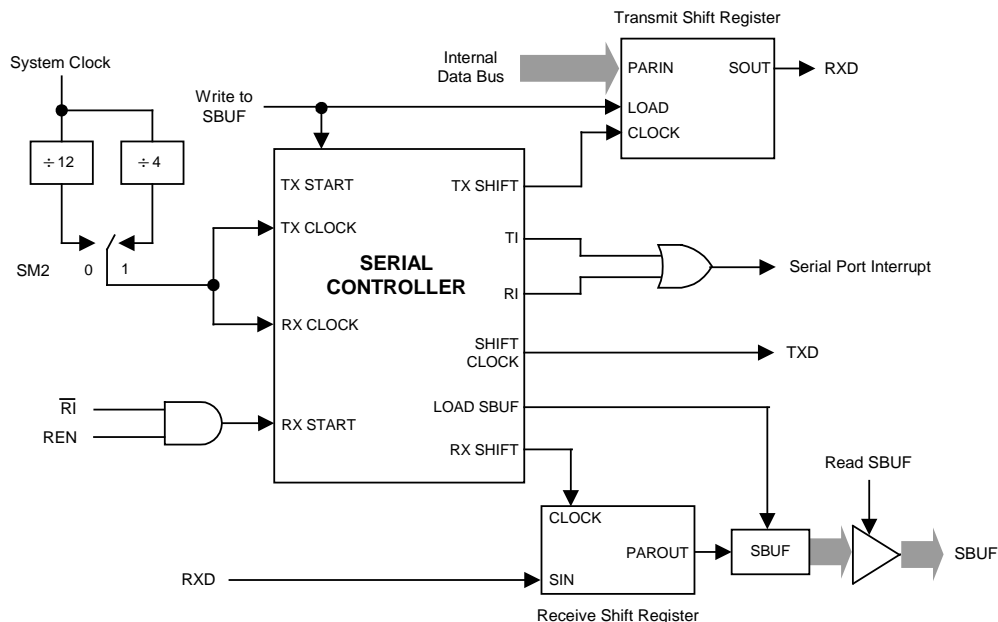 Transmit Shift Register
Internal
Data Bus
PARIN
SOUT
RXD
System Clock
Write to
SBUF
LOAD
CLOCK
÷ 12
÷ 4
TX START
TX SHIFT
TX CLOCK
TI
SERIAL
CONTROLLER
Serial Port Interrupt
SM2
0
1
RI
RX CLOCK
SHIFT
CLOCK
TXD
R̅I̅
REN
LOAD SBUF
RX START
RX SHIFT
Read SBUF
CLOCK
PAROUT
SBUF
SBUF
RXD
SIN
Receive Shift Register